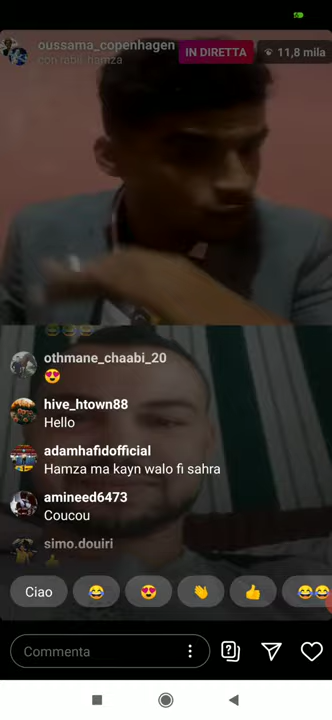 oussama_copenhagen
IN DIRETTA
11,8 mila
con rabii_hamza
😂😂😂
othmane_chaabi_20
😍
hive_htown88
Hello
adamhafidofficial
Hamza ma kayn walo fi sahra
amineed6473
Coucou
simo.douiri
👍
Ciao
😂
😍
👏
👍
😂😂
Commenta